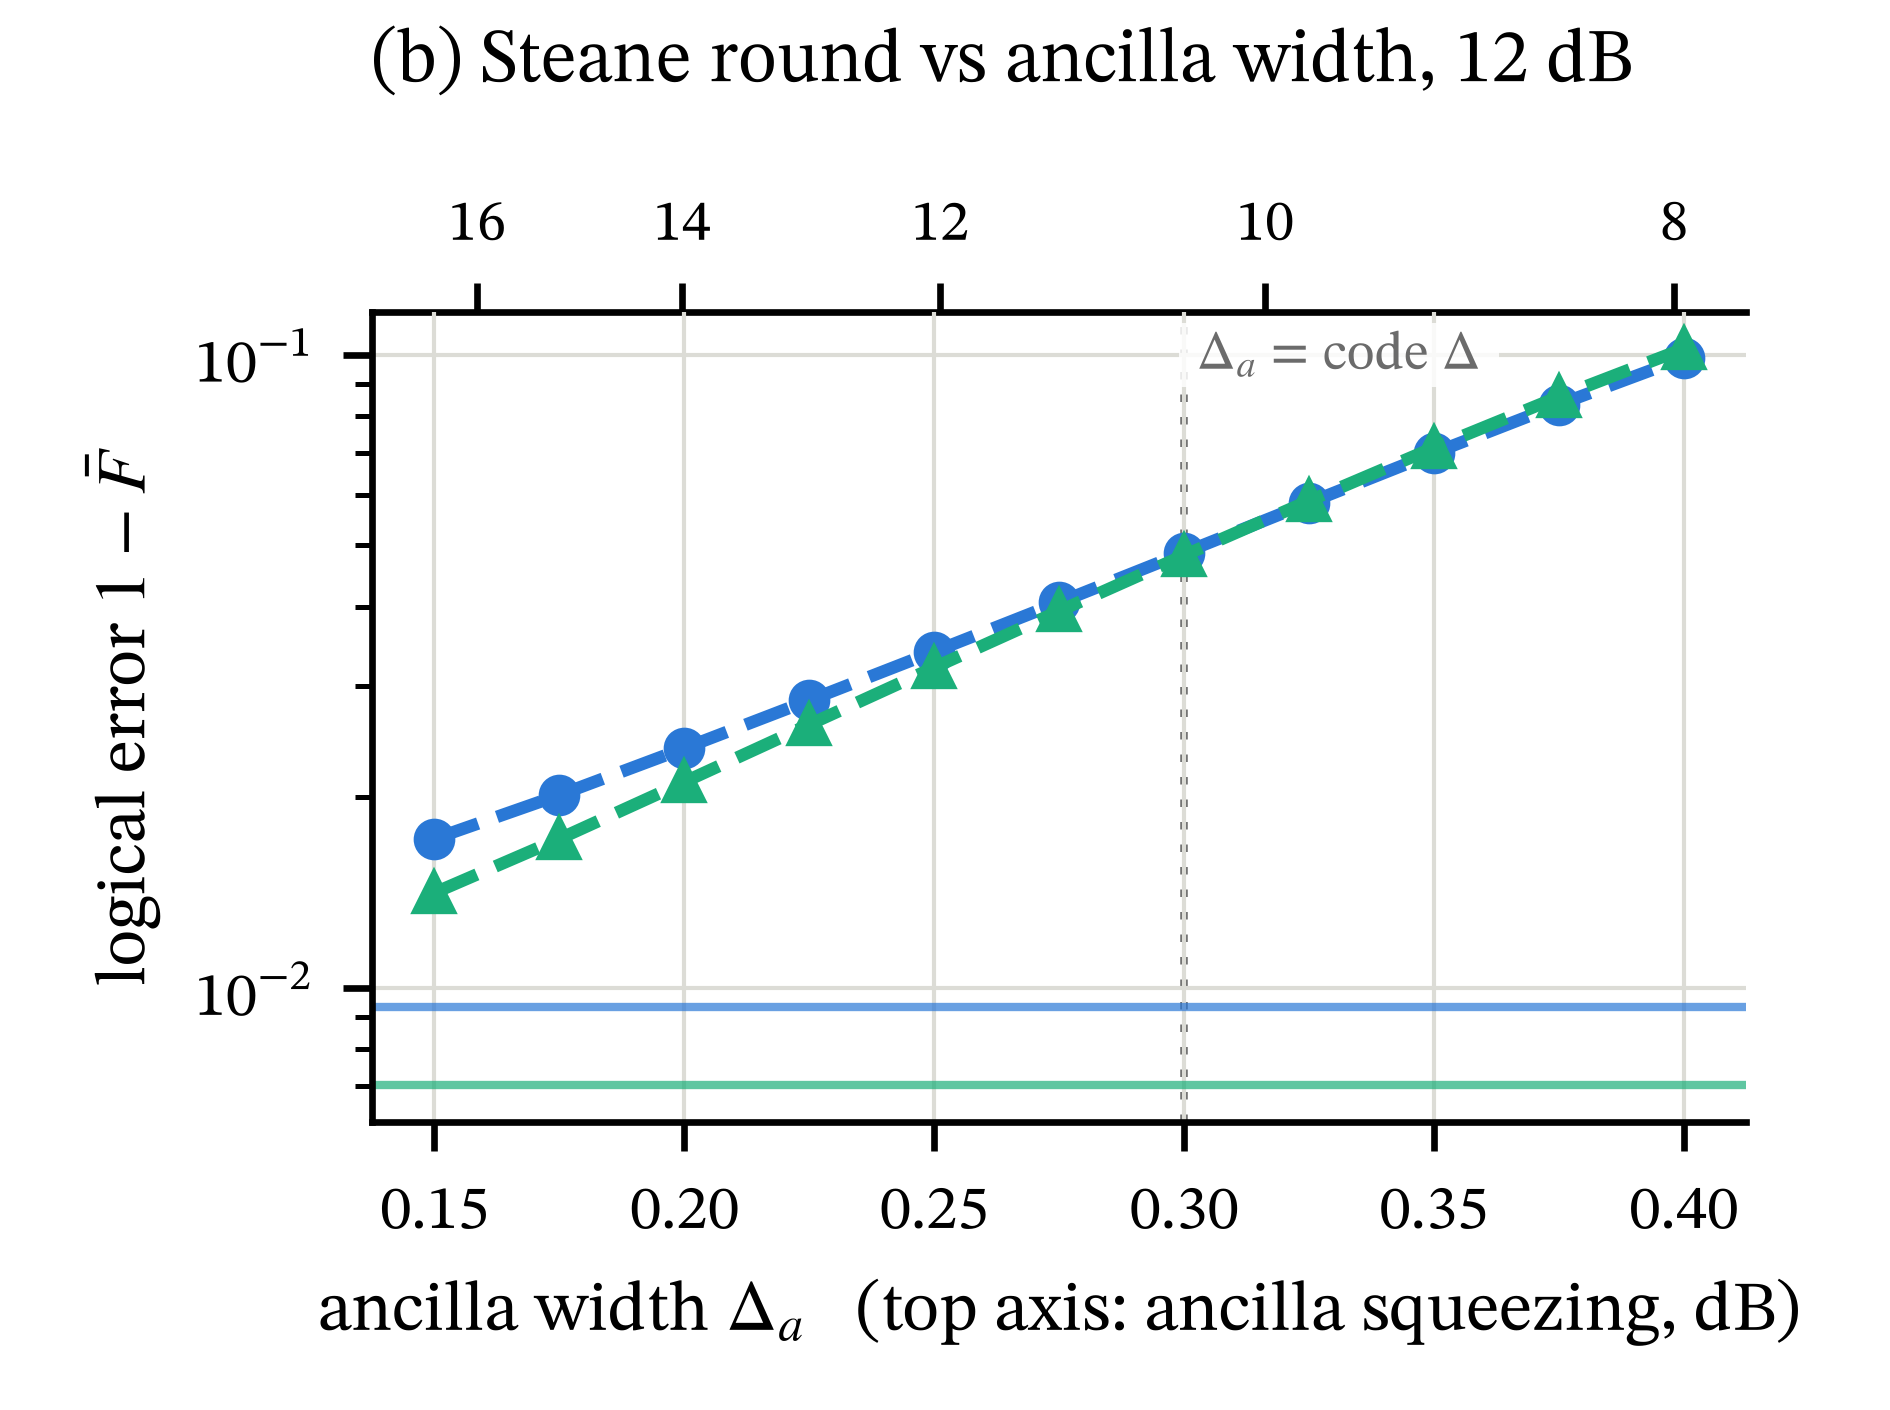 (b) Steane round vs ancilla width, 12 dB
16 14 12 10 8
Δₐ = code Δ
10⁻¹
10⁻²
logical error 1 − F̄
0.15 0.20 0.25 0.30 0.35 0.40
ancilla width Δₐ (top axis: ancilla squeezing, dB)